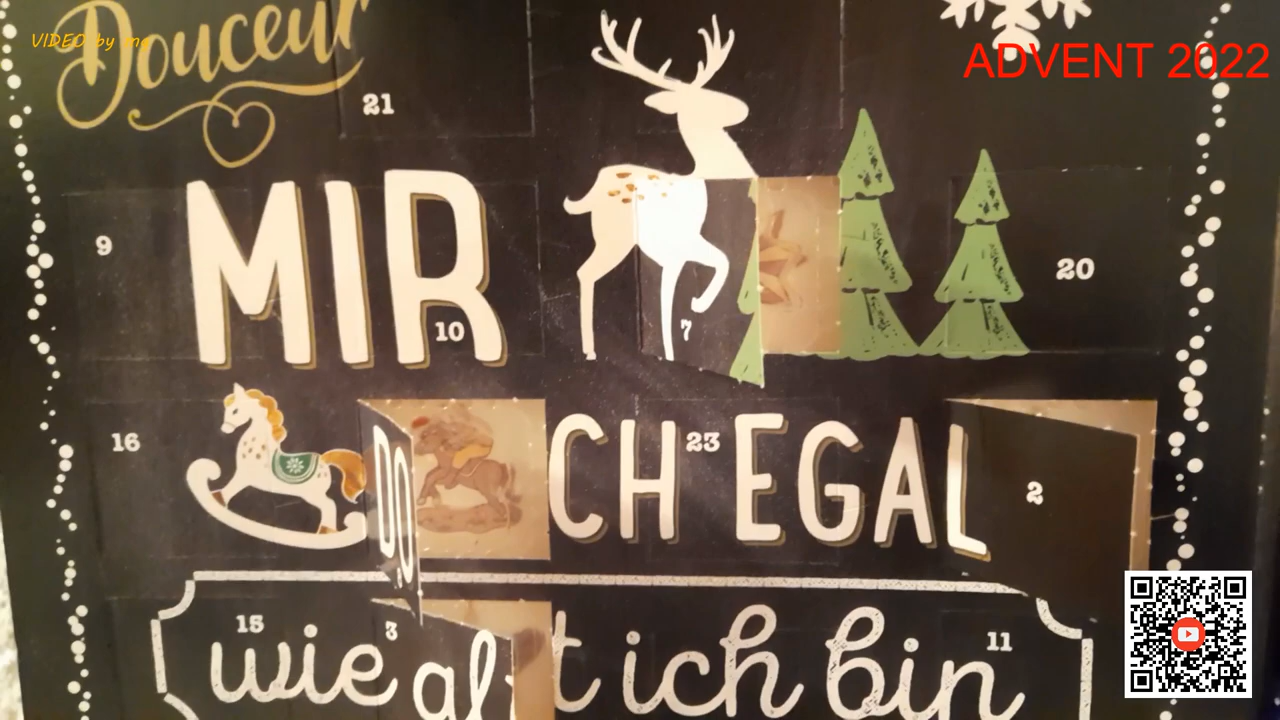 VIDEO by mg
ADVENT 2022
Douceur
21
MIR
9
10
7
20
CH EGAL
16
23
2
wie al t ich bin
15
3
11